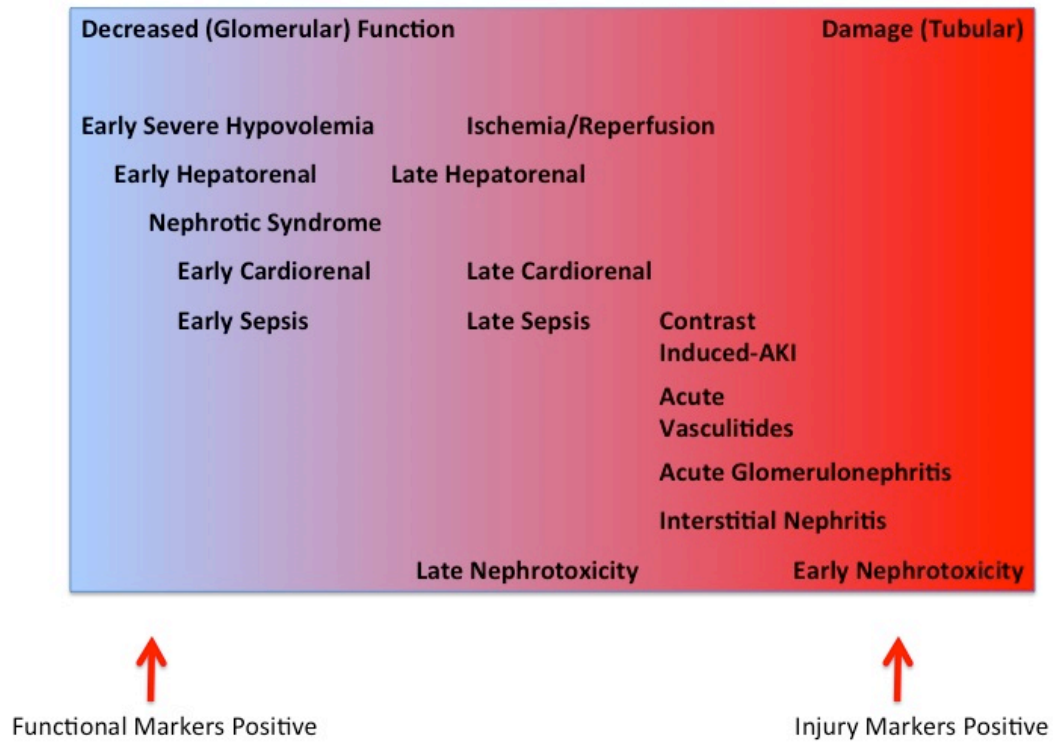 Decreased (Glomerular) Function Damage (Tubular)
Early Severe Hypovolemia Ischemia/Reperfusion
Early Hepatorenal Late Hepatorenal
Nephrotic Syndrome
Early Cardiorenal Late Cardiorenal
Early Sepsis Late Sepsis Contrast
Induced-AKI
Acute
Vasculitides
Acute Glomerulonephritis
Interstitial Nephritis
Late Nephrotoxicity Early Nephrotoxicity
Functional Markers Positive Injury Markers Positive